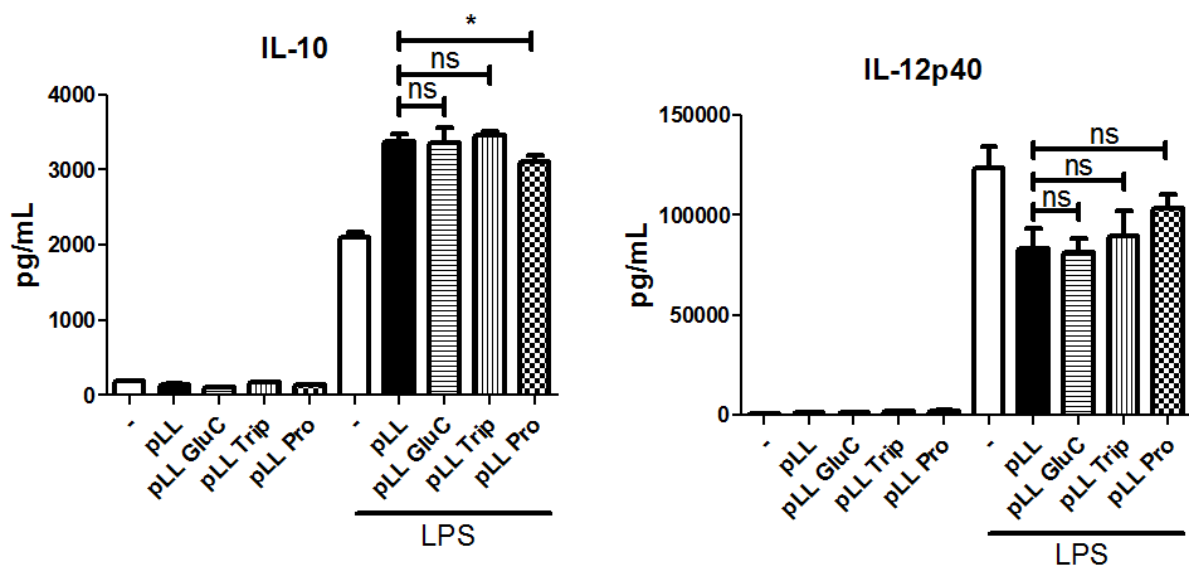 IL-10
*
ns
ns
pg/mL
4000
3000
2000
1000
0
-
pLL
pLL GluC
pLL Trip
pLL Pro
-
pLL
pLL GluC
pLL Trip
pLL Pro
LPS
IL-12p40
ns
ns
ns
pg/mL
150000
100000
50000
0
-
pLL
pLL GluC
pLL Trip
pLL Pro
-
pLL
pLL GluC
pLL Trip
pLL Pro
LPS